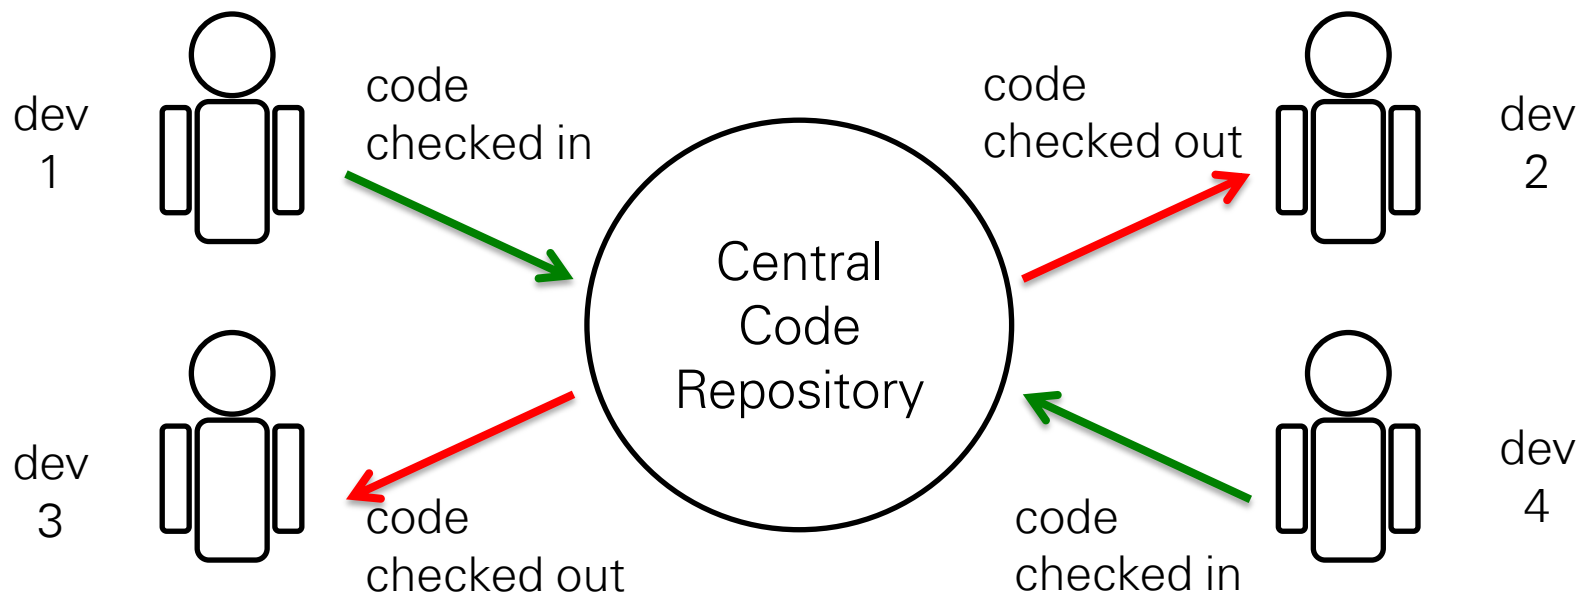 dev
1
code
checked in
code
checked out
dev
2
Central
Code
Repository
dev
3
code
checked out
code
checked in
dev
4